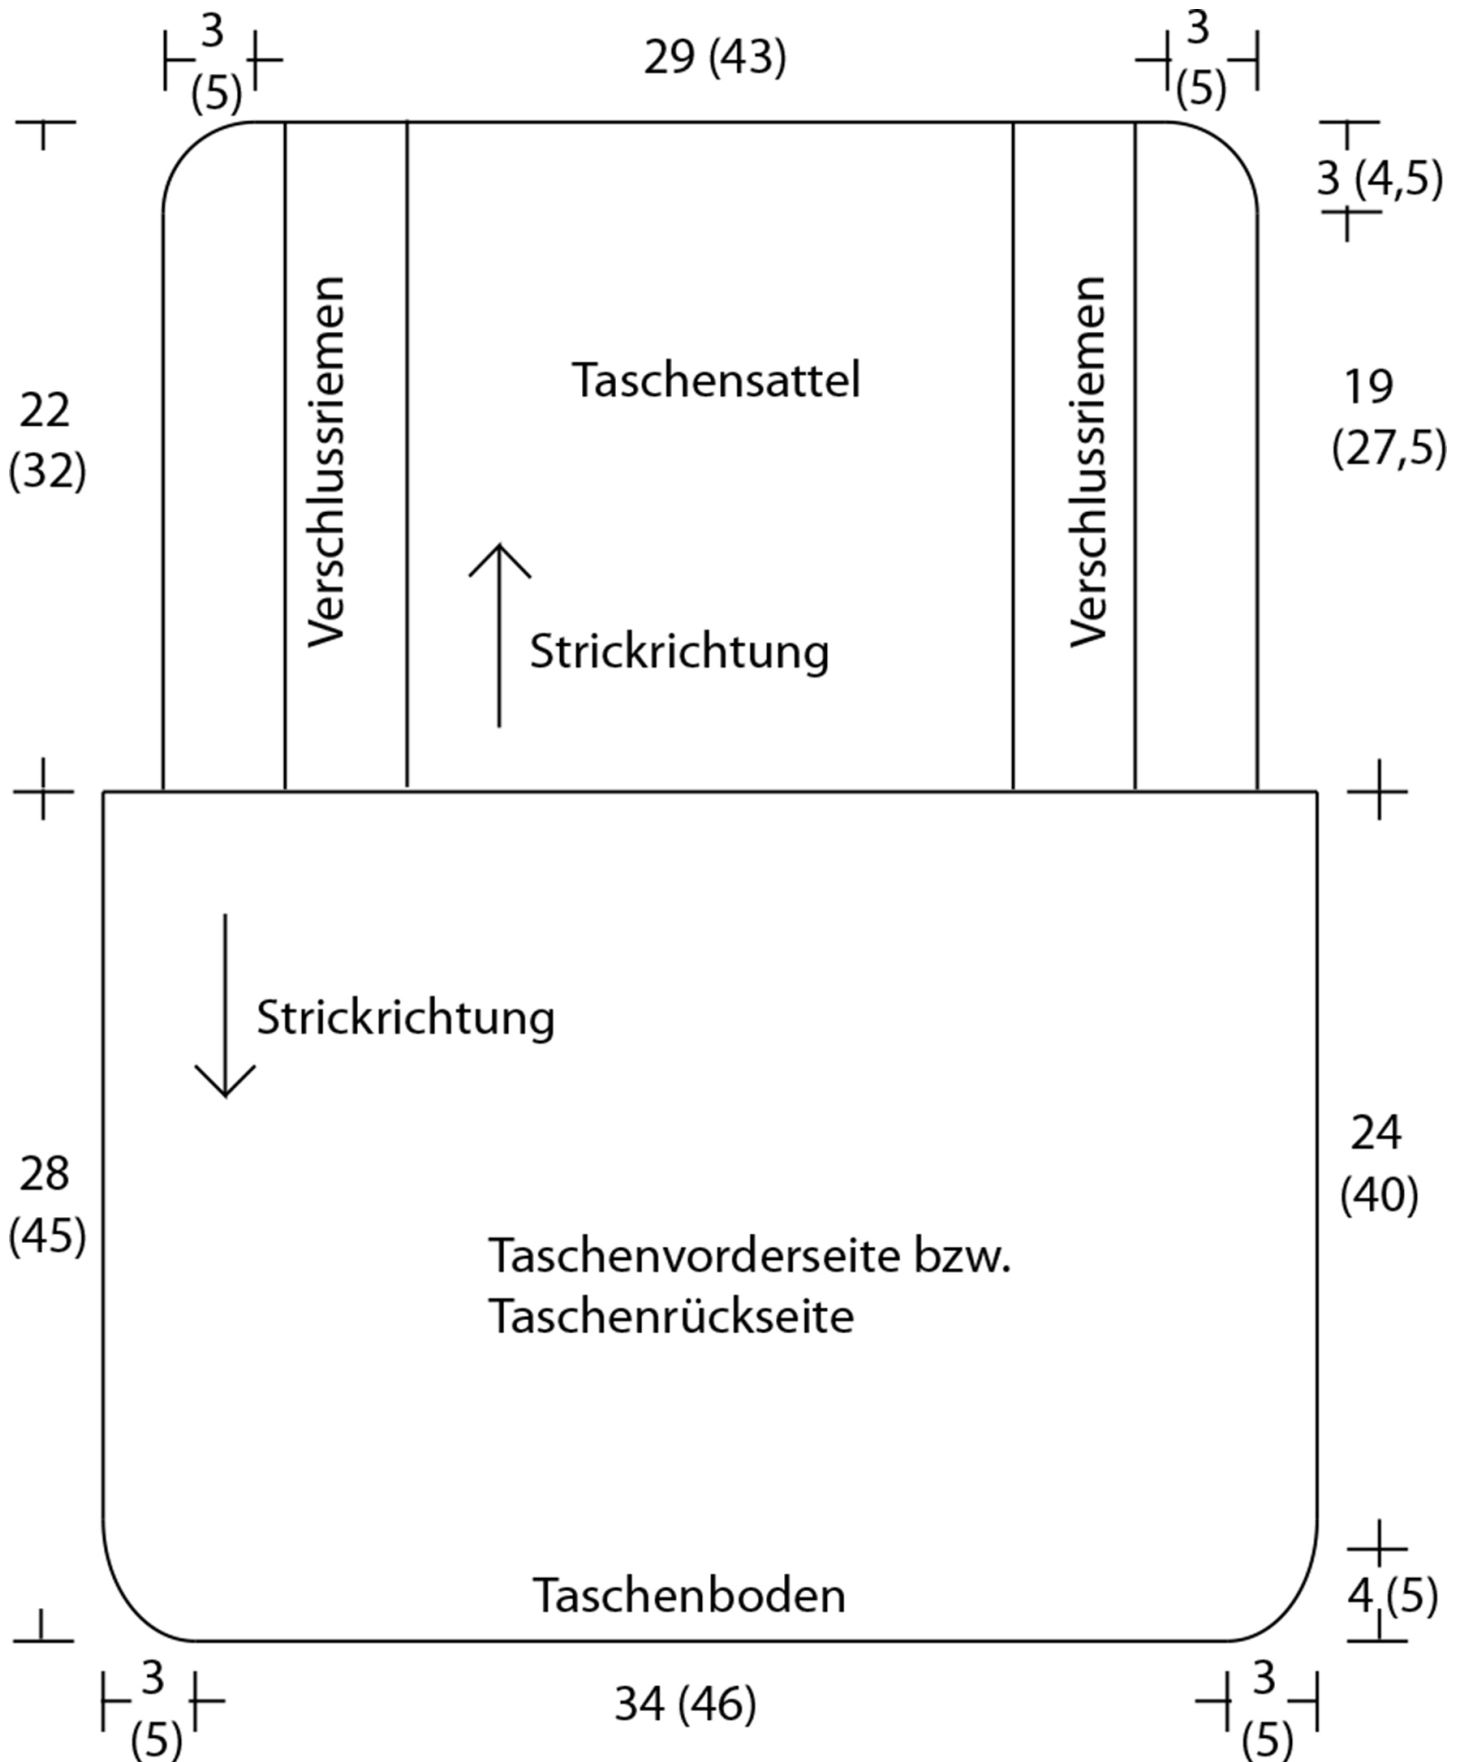 3
(5)
29 (43)
3
(5)
3 (4,5)
22
(32)
Verschlussriemen
Taschensattel
Verschlussriemen
19
(27,5)
Strickrichtung
Strickrichtung
28
(45)
24
(40)
Taschenvorderseite bzw.
Taschenrückseite
Taschenboden
4 (5)
3
(5)
34 (46)
3
(5)